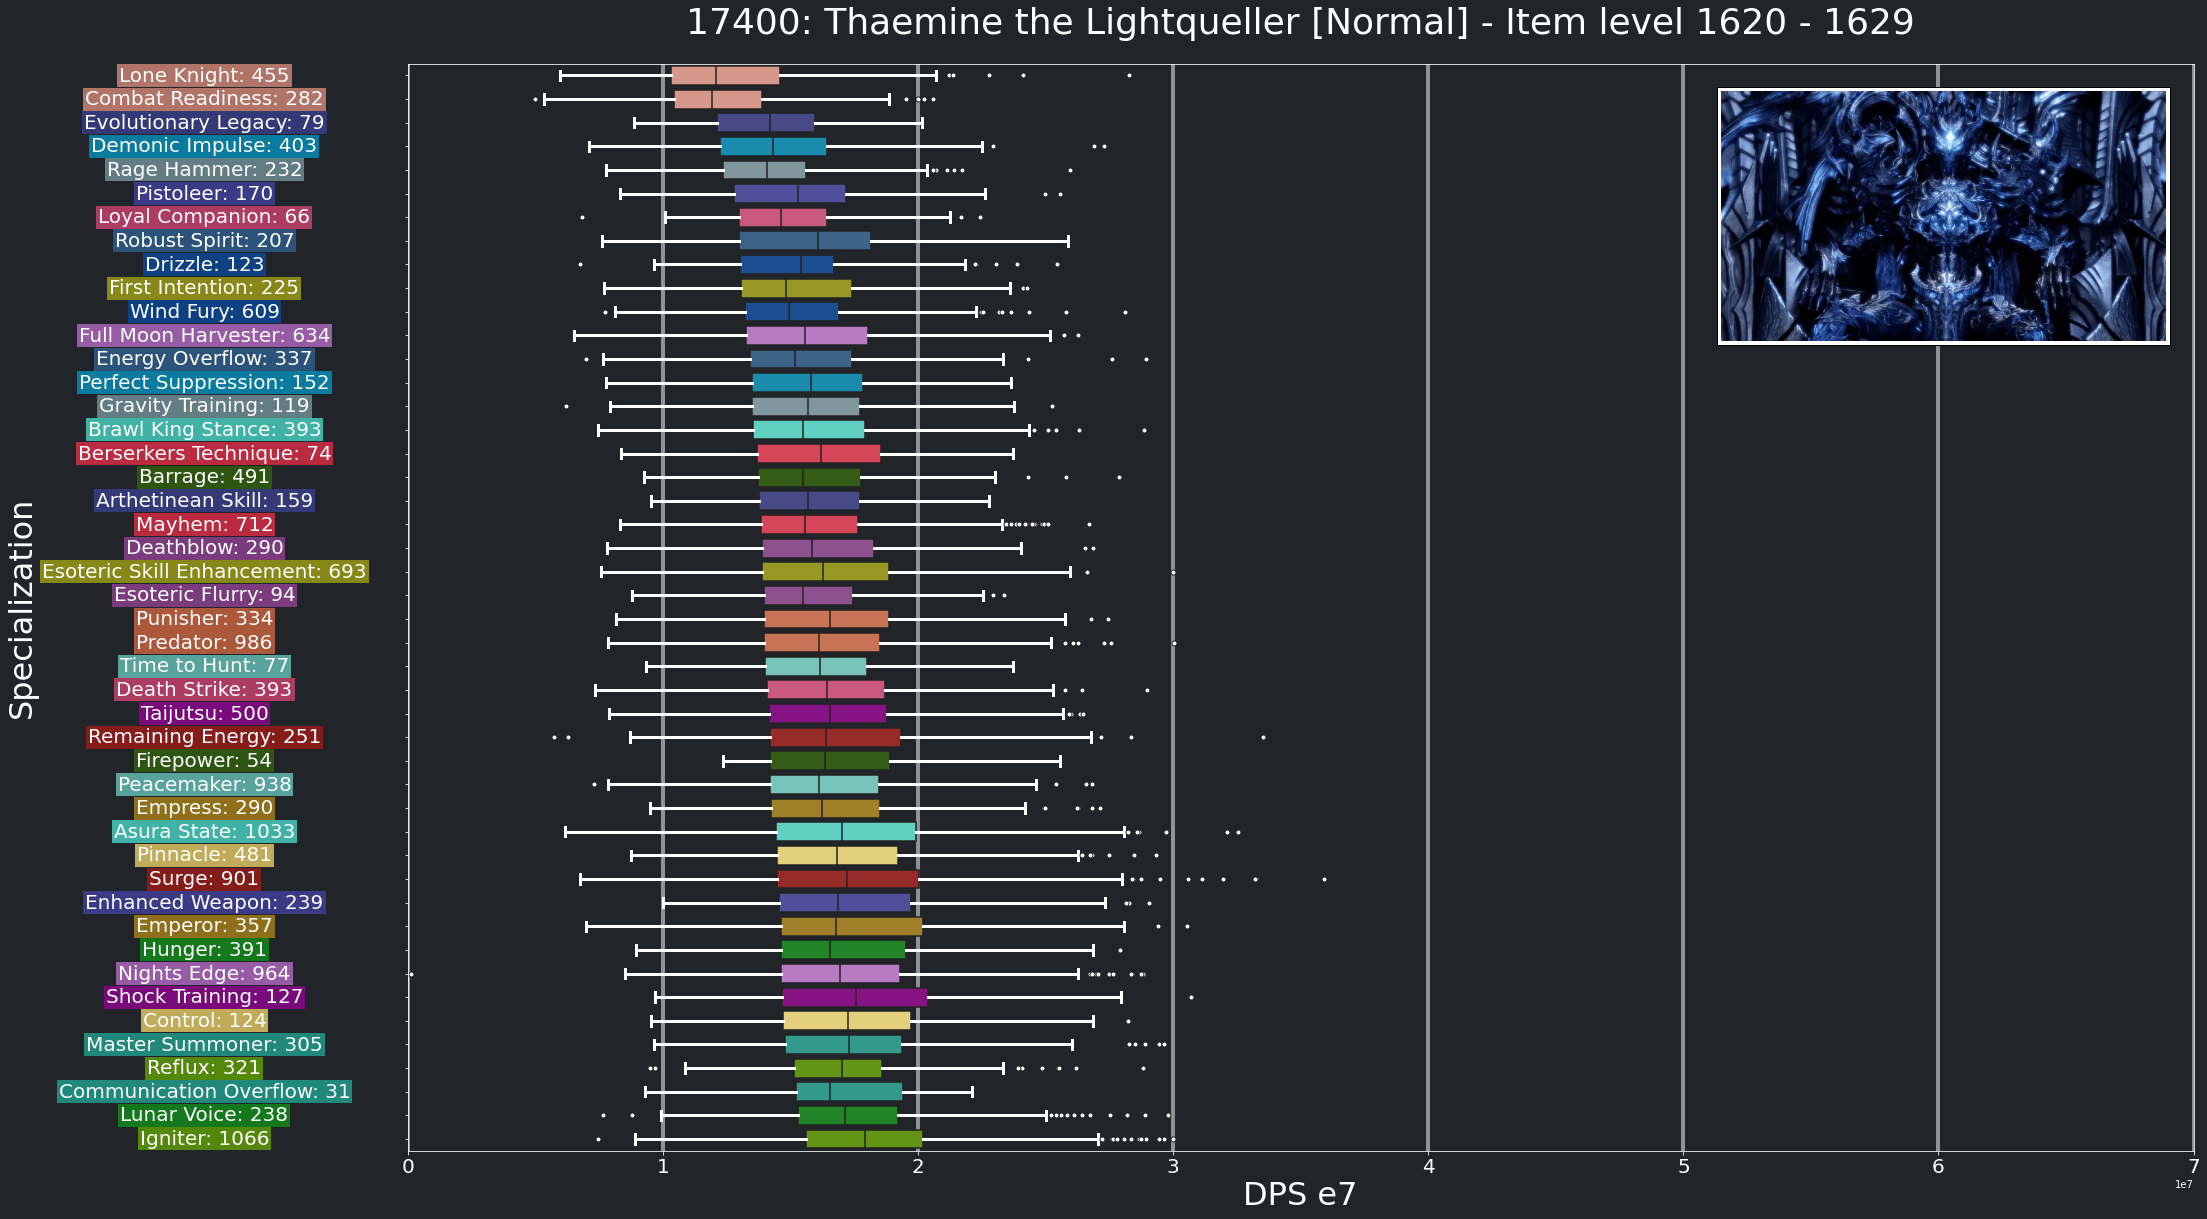 17400: Thaemine the Lightqueller [Normal] - Item level 1620 - 1629
Lone Knight: 455
Combat Readiness: 282
Evolutionary Legacy: 79
Demonic Impulse: 403
Rage Hammer: 232
Pistoleer: 170
Loyal Companion: 66
Robust Spirit: 207
Drizzle: 123
First Intention: 225
Wind Fury: 609
Full Moon Harvester: 634
Energy Overflow: 337
Perfect Suppression: 152
Gravity Training: 119
Brawl King Stance: 393
Berserkers Technique: 74
Barrage: 491
Arthetinean Skill: 159
Mayhem: 712
Deathblow: 290
Esoteric Skill Enhancement: 693
Esoteric Flurry: 94
Punisher: 334
Predator: 986
Time to Hunt: 77
Death Strike: 393
Taijutsu: 500
Remaining Energy: 251
Firepower: 54
Peacemaker: 938
Empress: 290
Asura State: 1033
Pinnacle: 481
Surge: 901
Enhanced Weapon: 239
Emperor: 357
Hunger: 391
Nights Edge: 964
Shock Training: 127
Control: 124
Master Summoner: 305
Reflux: 321
Communication Overflow: 31
Lunar Voice: 238
Igniter: 1066
Specialization
0 1 2 3 4 5 6 7
1e7
DPS e7